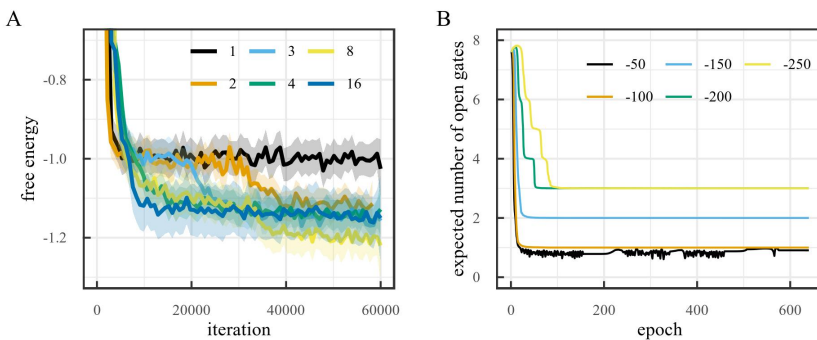 A
free energy
-0.8
-1.0
-1.2
1 3 8
2 4 16
0 20000 40000 60000
iteration
B
expected number of open gates
8
6
4
2
0
-50 -150 -250
-100 -200
0 200 400 600
epoch